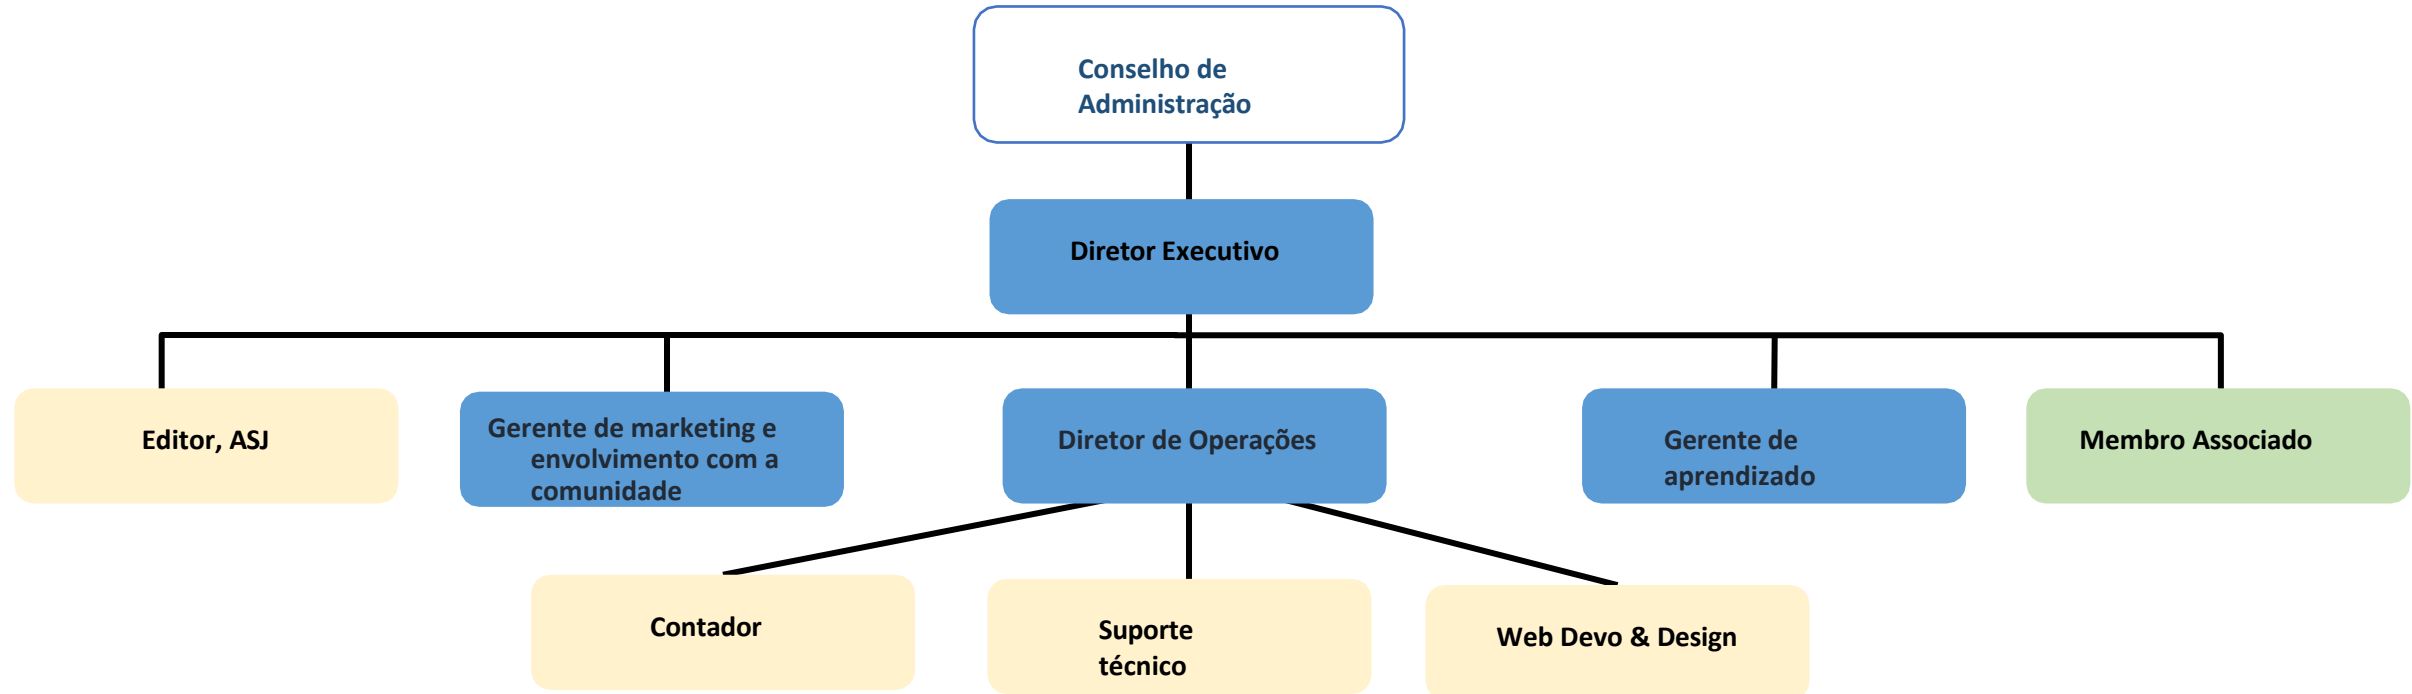 Conselho de
Administração
Diretor Executivo
Editor, ASJ
Gerente de marketing e
envolvimento com a
comunidade
Diretor de Operações
Gerente de
aprendizado
Membro Associado
Contador
Suporte
técnico
Web Devo & Design